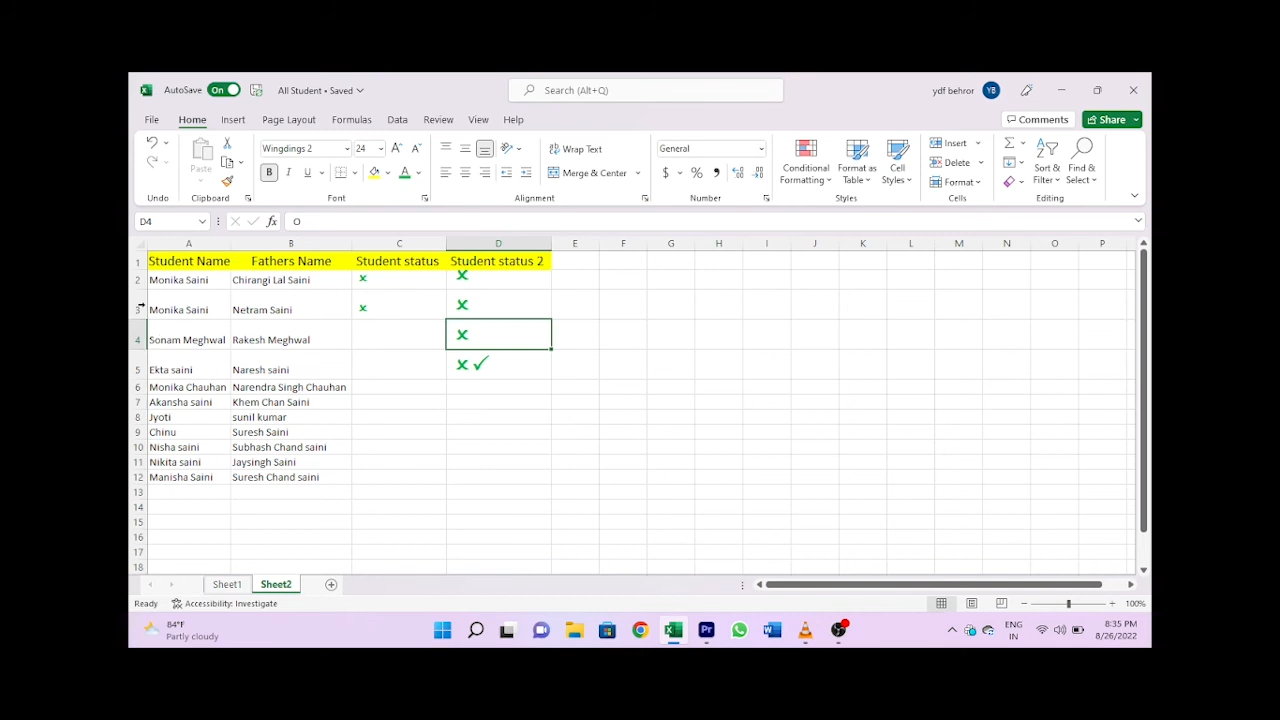 AutoSave On All Student • Saved Search (Alt+Q) ydf behror YB
File Home Insert Page Layout Formulas Data Review View Help Comments Share
Paste Wingdings 2 24 A A Wrap Text General Conditional Formatting Format as Table Cell Styles Insert Delete Format Sort & Filter Find & Select
B I U A Merge & Center $ % ,
Undo Clipboard Font Alignment Number Styles Cells Editing
D4 fx O
A B C D E F G H I J K L M N O P
1 Student Name Fathers Name Student status Student status 2
2 Monika Saini Chirangi Lal Saini
3 Monika Saini Netram Saini
4 Sonam Meghwal Rakesh Meghwal
5 Ekta saini Naresh saini
6 Monika Chauhan Narendra Singh Chauhan
7 Akansha saini Khem Chan Saini
8 Jyoti sunil kumar
9 Chinu Suresh Saini
10 Nisha saini Subhash Chand saini
11 Nikita saini Jaysingh Saini
12 Manisha Saini Suresh Chand saini
13
14
15
16
17
18
Sheet1 Sheet2
Ready Accessibility: Investigate 100%
84°F ENG 8:35 PM
Partly cloudy IN 8/26/2022